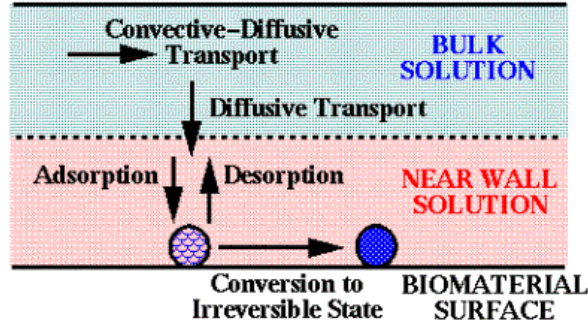 Convective-Diffusive
Transport
BULK
SOLUTION
Diffusive Transport
Adsorption
Desorption
NEAR WALL
SOLUTION
Conversion to
Irreversible State
BIOMATERIAL
SURFACE